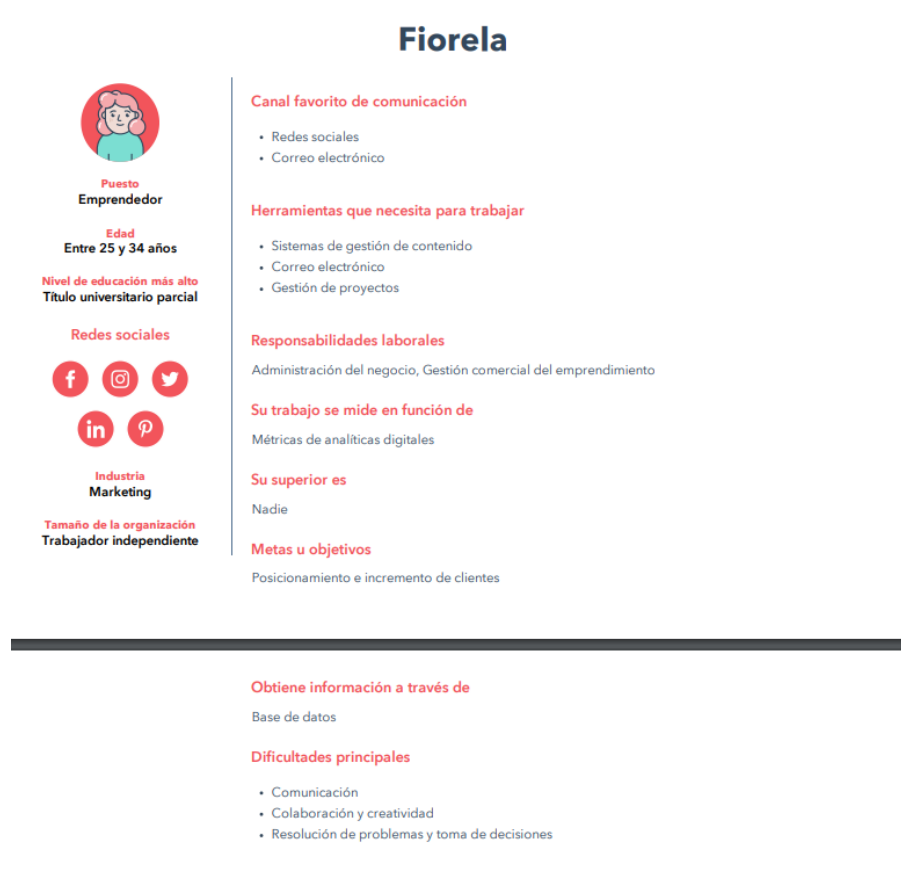 Fiorela
Puesto
Emprendedor
Edad
Entre 25 y 34 años
Nivel de educación más alto
Título universitario parcial
Redes sociales
Industria
Marketing
Tamaño de la organización
Trabajador independiente
Canal favorito de comunicación
• Redes sociales
• Correo electrónico
Herramientas que necesita para trabajar
• Sistemas de gestión de contenido
• Correo electrónico
• Gestión de proyectos
Responsabilidades laborales
Administración del negocio, Gestión comercial del emprendimiento
Su trabajo se mide en función de
Métricas de analíticas digitales
Su superior es
Nadie
Metas u objetivos
Posicionamiento e incremento de clientes
Obtiene información a través de
Base de datos
Dificultades principales
• Comunicación
• Colaboración y creatividad
• Resolución de problemas y toma de decisiones